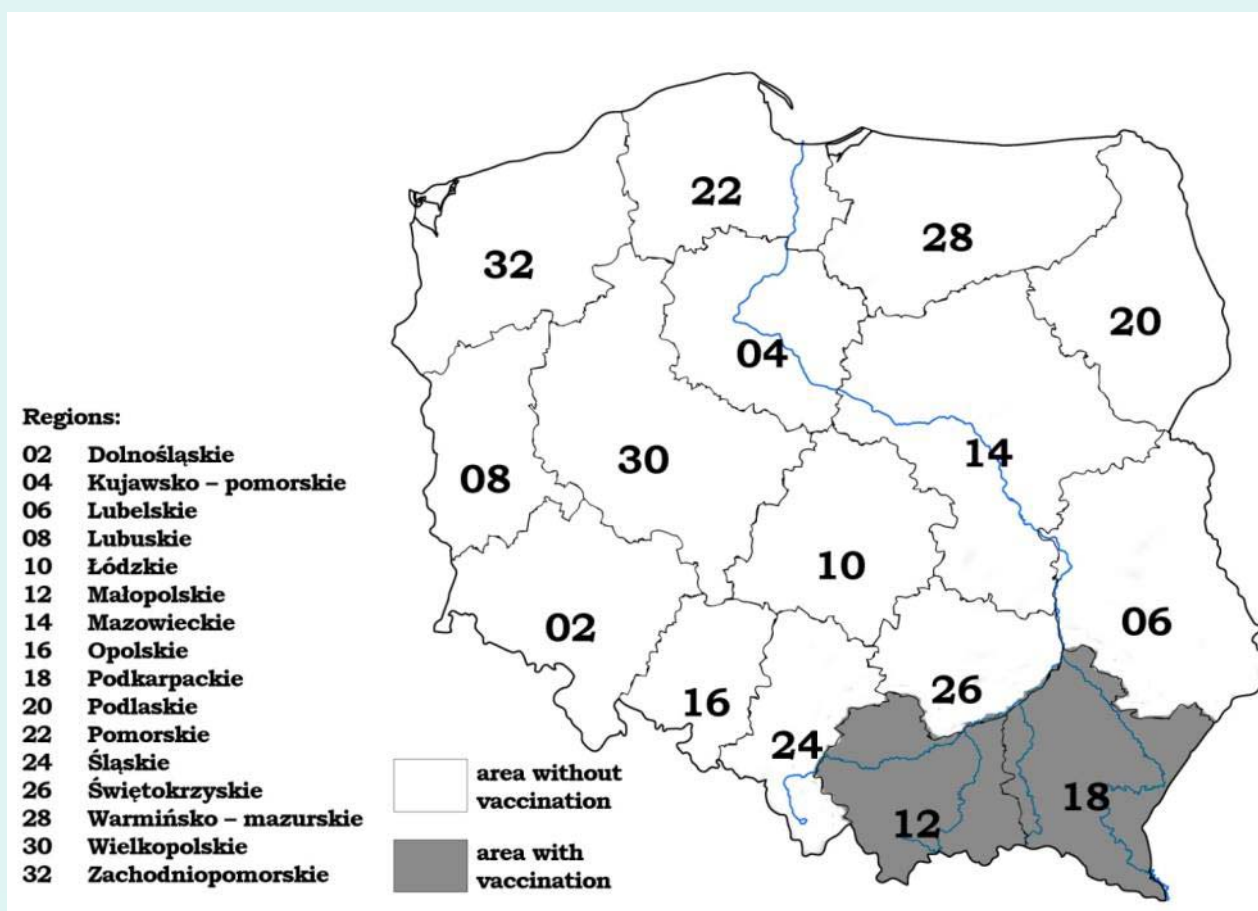 22
28
32
20
04
Regions:
02 Dolnośląskie
04 Kujawsko – pomorskie
06 Lubelskie
08 Lubuskie
10 Łódzkie
12 Małopolskie
14 Mazowieckie
16 Opolskie
18 Podkarpackie
20 Podlaskie
22 Pomorskie
24 Śląskie
26 Świętokrzyskie
28 Warmińsko – mazurskie
30 Wielkopolskie
32 Zachodniopomorskie
14
30
08
10
06
02
26
16
24
18
12
area without
vaccination
area with
vaccination